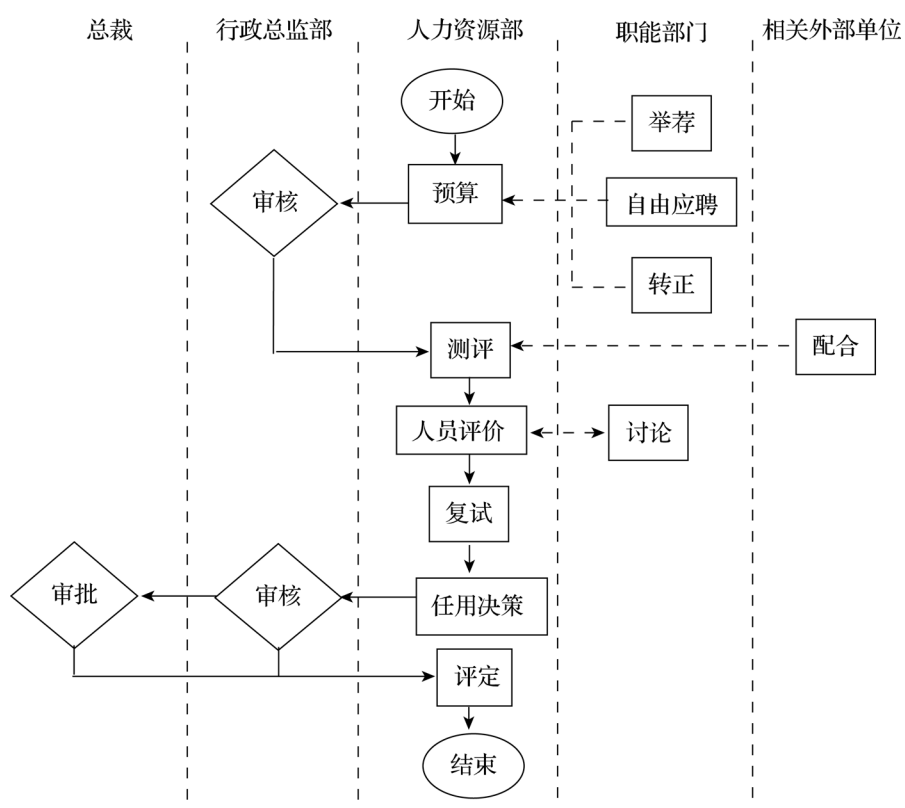 总裁
行政总监部
人力资源部
职能部门
相关外部单位
开始
举荐
审核
预算
自由应聘
转正
测评
配合
人员评价
讨论
复试
审批
审核
任用决策
评定
结束